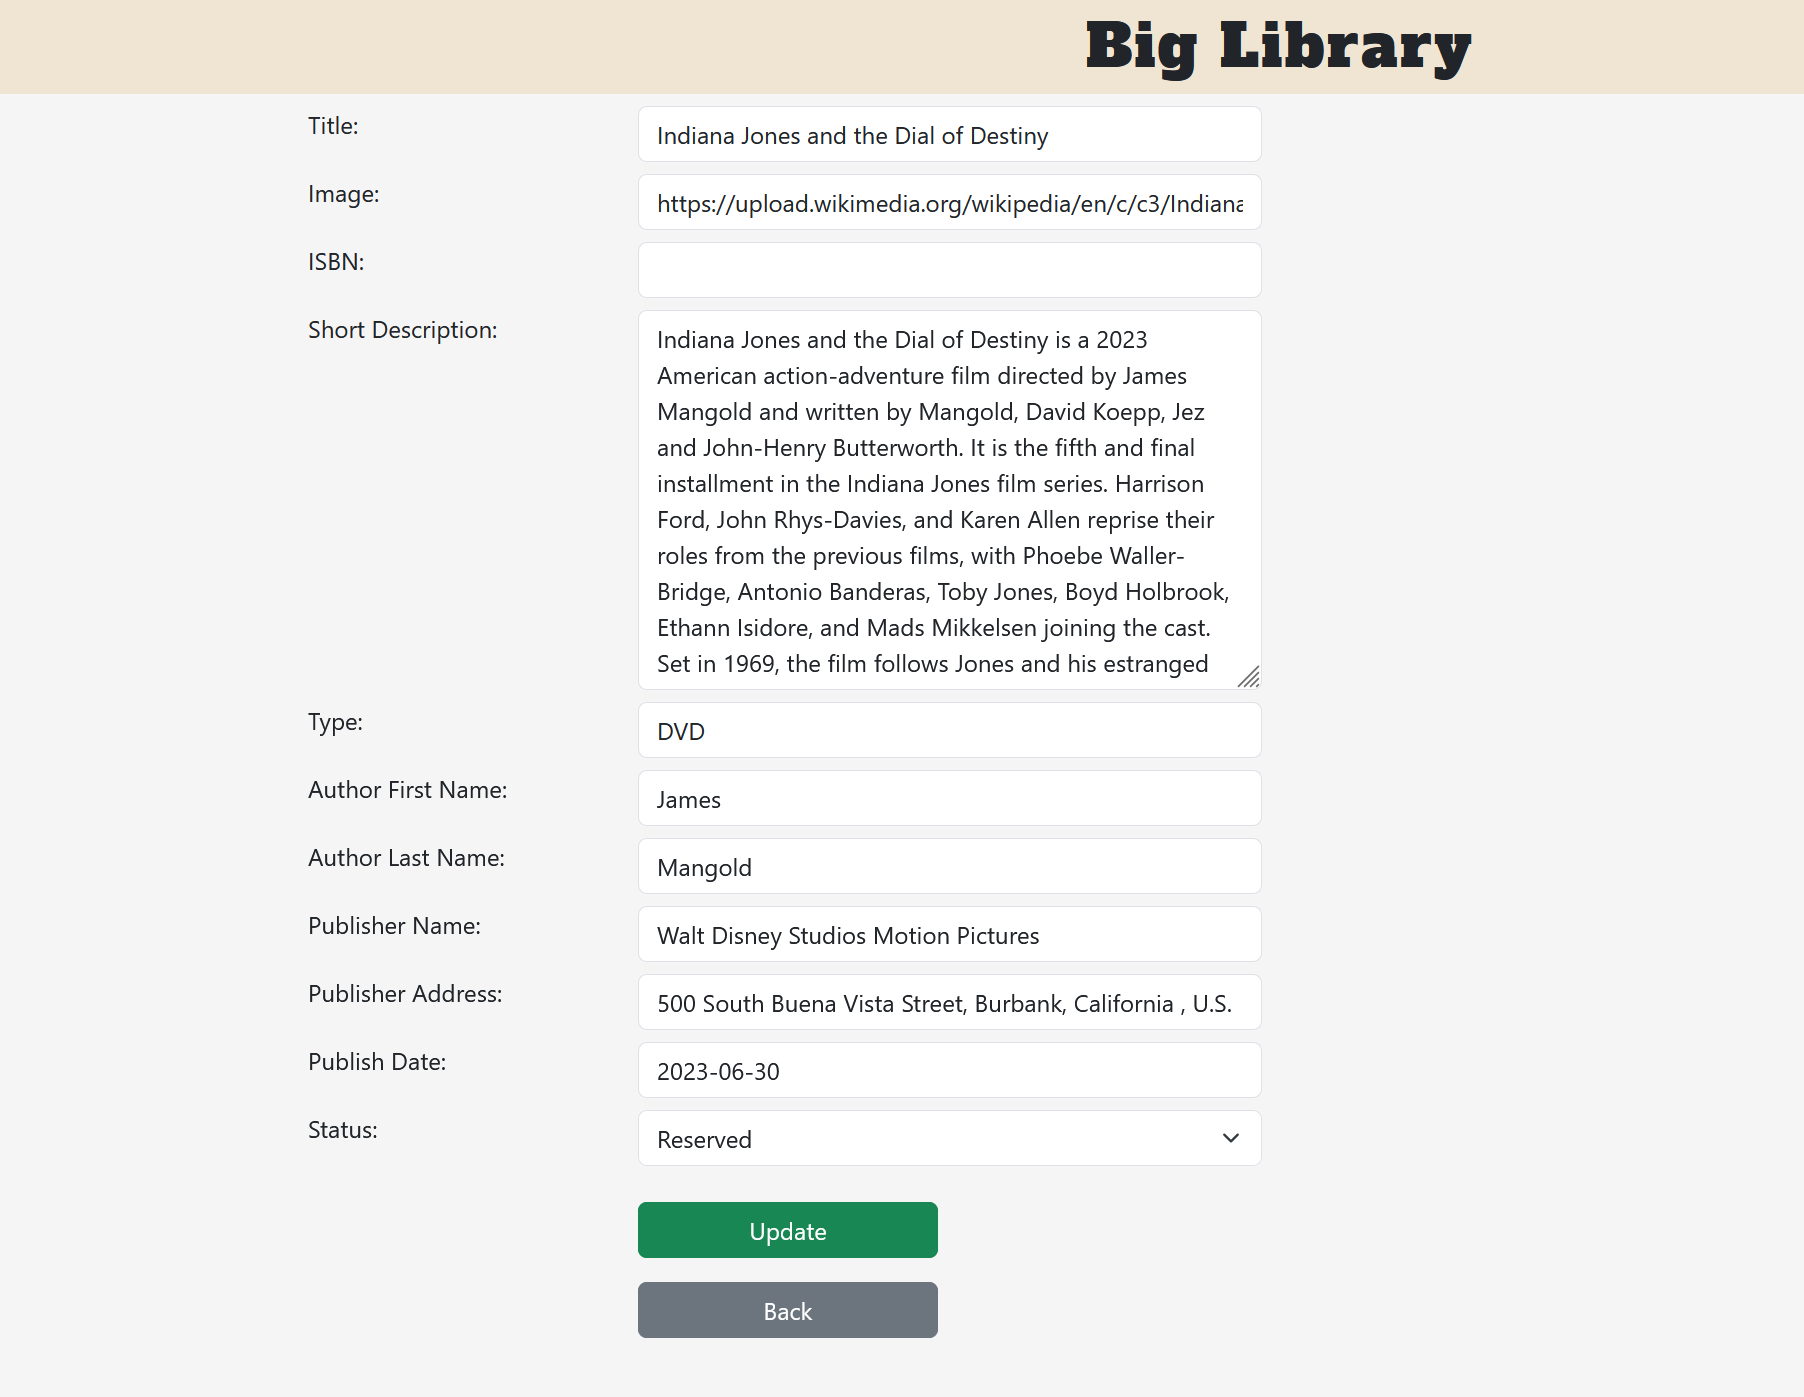 Big Library
Title:
Indiana Jones and the Dial of Destiny
Image:
https://upload.wikimedia.org/wikipedia/en/c/c3/Indiana
ISBN:
Short Description:
Indiana Jones and the Dial of Destiny is a 2023
American action-adventure film directed by James
Mangold and written by Mangold, David Koepp, Jez
and John-Henry Butterworth. It is the fifth and final
installment in the Indiana Jones film series. Harrison
Ford, John Rhys-Davies, and Karen Allen reprise their
roles from the previous films, with Phoebe Waller-
Bridge, Antonio Banderas, Toby Jones, Boyd Holbrook,
Ethann Isidore, and Mads Mikkelsen joining the cast.
Set in 1969, the film follows Jones and his estranged
Type:
DVD
Author First Name:
James
Author Last Name:
Mangold
Publisher Name:
Walt Disney Studios Motion Pictures
Publisher Address:
500 South Buena Vista Street, Burbank, California , U.S.
Publish Date:
2023-06-30
Status:
Reserved
Update
Back